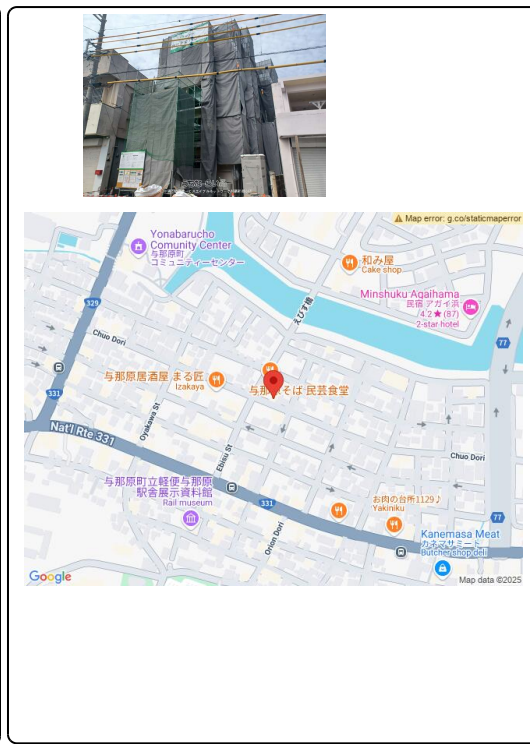 Map error: g.co/staticmaperror
Yonabarucho
Comunity Center
与那原町
コミュニティーセンター
和み屋
Cake shop
えびす橋
Minshuku Agaihama
民宿 アガイ浜
4.2★ (87)
2-star hotel
329
77
Chuo Dori
331
与那原居酒屋 まる匠
Izakaya
与那原そば 民芸食堂
Oyakawa St
Nat'l Rte 331
Ebisu St
Chuo Dori
与那原町立軽便与那原
駅舎展示資料館
Rail museum
331
お肉の台所1129♪
Yakiniku
77
Orion Dori
Kanemasa Meat
カネマサミート
Butcher shop deli
Google
Map data ©2025